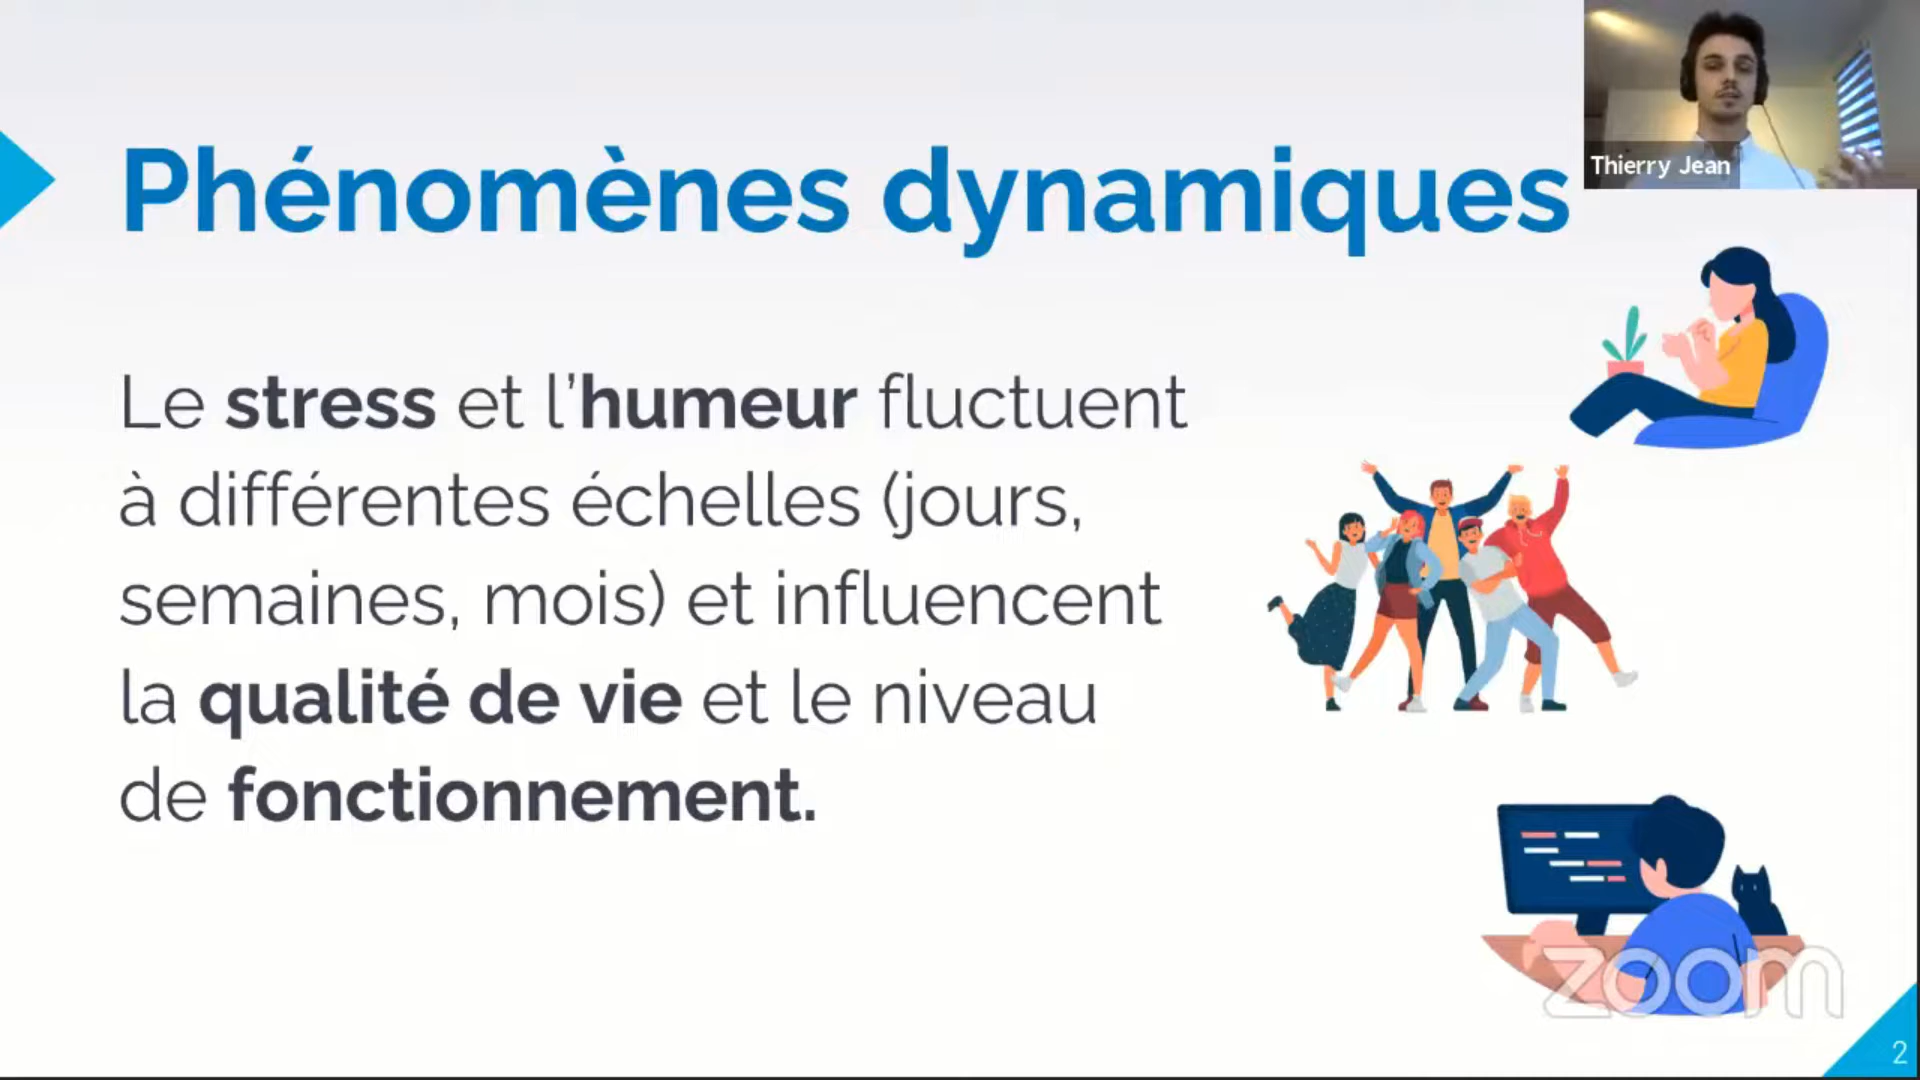 Phénomènes dynamiques
Thierry Jean
Le stress et l’humeur fluctuent
à différentes échelles (jours,
semaines, mois) et influencent
la qualité de vie et le niveau
de fonctionnement.
zoom
2